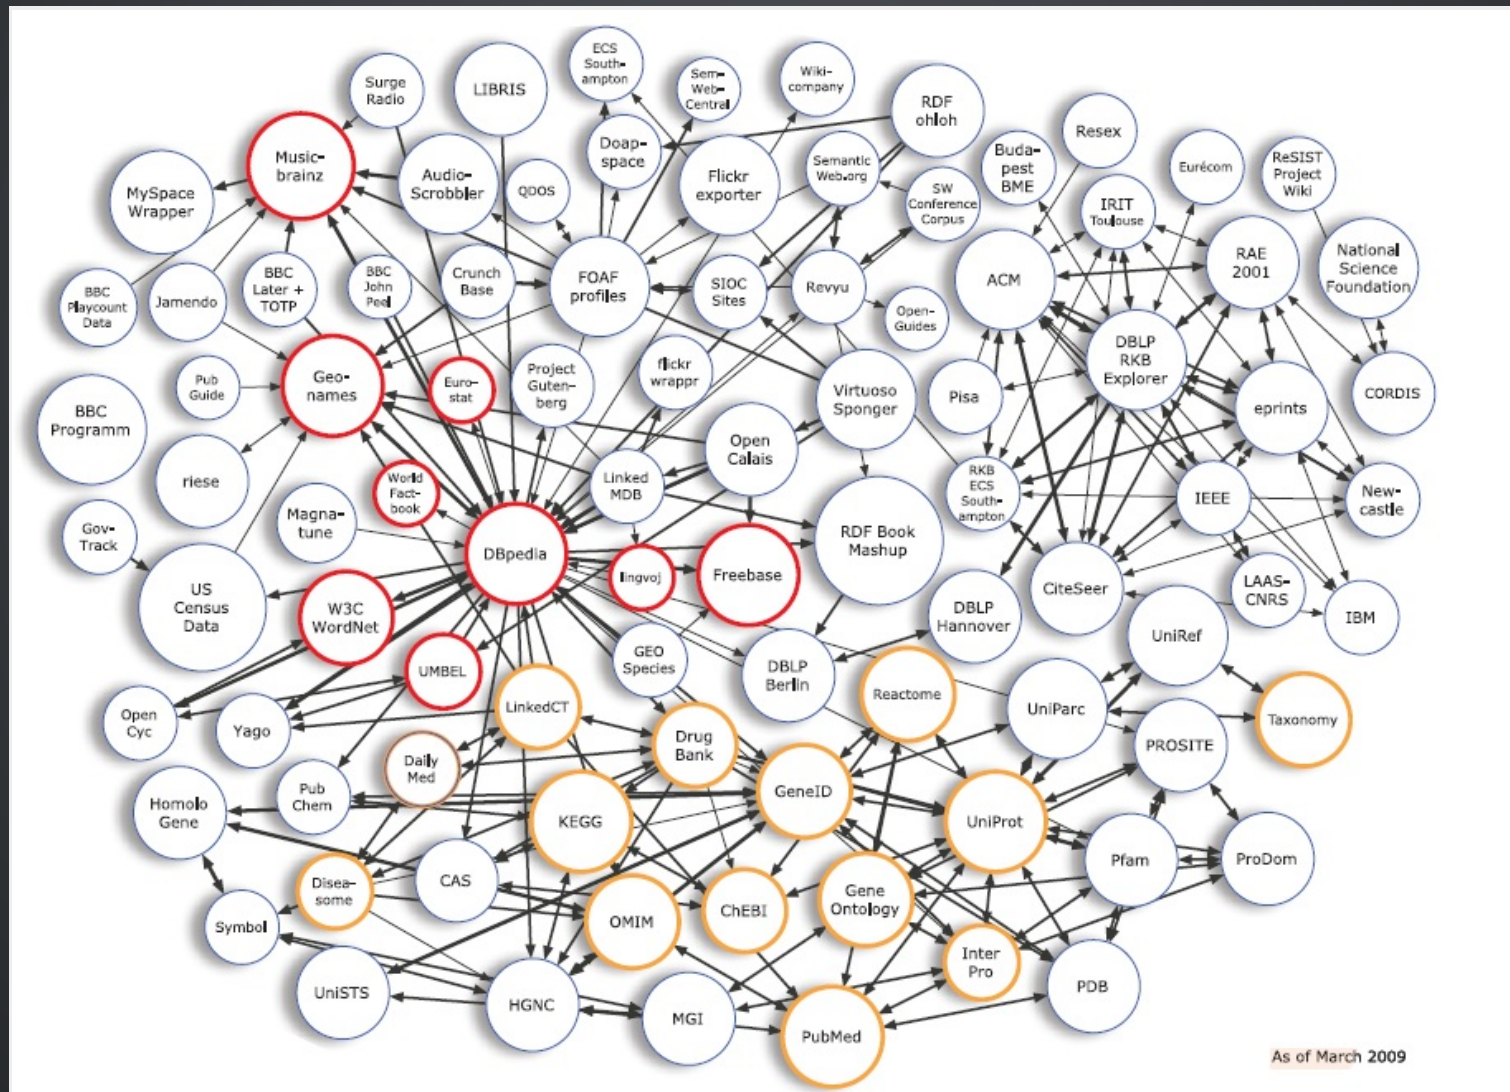 ECS
South-
ampton
Surge
Radio
LIBRIS
Sem-
Web-
Central
Wiki-
company
RDF
ohloh
Music-
brainz
Doap-
space
Resex
MySpace
Wrapper
Audio-
Scrobbler
QDOS
Flickr
exporter
Semantic
Web.org
SW
Conference
Corpus
Buda-
pest
BME
Eurécom
ReSIST
Project
Wiki
IRIT
Toulouse
BBC
Playcount
Data
Jamendo
BBC
Later +
TOTP
BBC
John
Peel
Crunch
Base
FOAF
profiles
SIOC
Sites
Revyu
Open-
Guides
ACM
RAE
2001
National
Science
Foundation
Pub
Guide
Geo-
names
Euro-
stat
Project
Guten-
berg
flickr
wrappr
Virtuoso
Sponger
Pisa
DBLP
RKB
Explorer
eprints
CORDIS
BBC
Programm
riese
World
Fact-
book
Linked
MDB
Open
Calais
RKB
ECS
South-
ampton
IEEE
New-
castle
Gov-
Track
Magna-
tune
DBpedia
lingvoj
Freebase
RDF Book
Mashup
US
Census
Data
W3C
WordNet
CiteSeer
LAAS-
CNRS
IBM
DBLP
Hannover
UMBEL
GEO
Species
DBLP
Berlin
UniRef
Open
Cyc
Yago
LinkedCT
Drug
Bank
Reactome
UniParc
PROSITE
Taxonomy
Homolo
Gene
Pub
Chem
Daily
Med
KEGG
GeneID
UniProt
Pfam
ProDom
Disea-
some
CAS
OMIM
ChEBI
Gene
Ontology
Symbol
UniSTS
HGNC
MGI
PubMed
Inter
Pro
PDB
As of March 2009